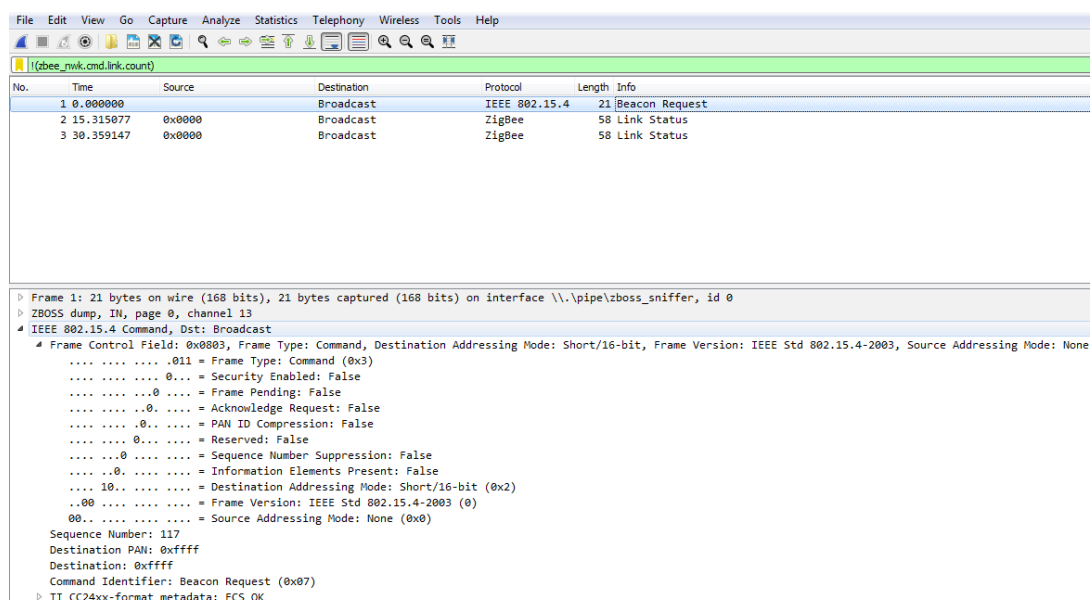 File Edit View Go Capture Analyze Statistics Telephony Wireless Tools Help
!(zbee_nwk.cmd.link.count)
No. Time Source Destination Protocol Length Info
1 0.000000 Broadcast IEEE 802.15.4 21 Beacon Request
2 15.315077 0x0000 Broadcast ZigBee 58 Link Status
3 30.359147 0x0000 Broadcast ZigBee 58 Link Status
Frame 1: 21 bytes on wire (168 bits), 21 bytes captured (168 bits) on interface \\.\pipe\zboss_sniffer, id 0
ZBOSS dump, IN, page 0, channel 13
IEEE 802.15.4 Command, Dst: Broadcast
Frame Control Field: 0x0803, Frame Type: Command, Destination Addressing Mode: Short/16-bit, Frame Version: IEEE Std 802.15.4-2003, Source Addressing Mode: None
.... .... .... .011 = Frame Type: Command (0x3)
.... .... .... 0... = Security Enabled: False
.... .... ...0 .... = Frame Pending: False
.... .... ..0. .... = Acknowledge Request: False
.... .... .0.. .... = PAN ID Compression: False
.... .... 0... .... = Reserved: False
.... ...0 .... .... = Sequence Number Suppression: False
.... ..0. .... .... = Information Elements Present: False
.... 10.. .... .... = Destination Addressing Mode: Short/16-bit (0x2)
..00 .... .... .... = Frame Version: IEEE Std 802.15.4-2003 (0)
00.. .... .... .... = Source Addressing Mode: None (0x0)
Sequence Number: 117
Destination PAN: 0xffff
Destination: 0xffff
Command Identifier: Beacon Request (0x07)
TI CC24xx-format metadata: FCS OK